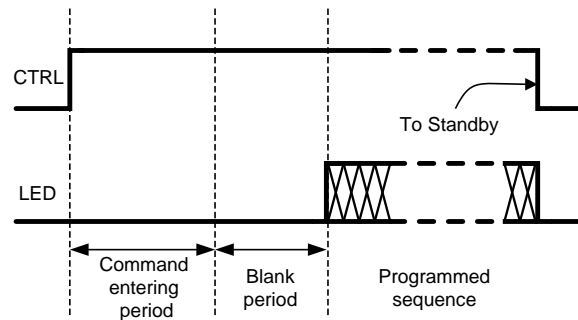 CTRL
To Standby
LED
Command
entering
period
Blank
period
Programmed
sequence